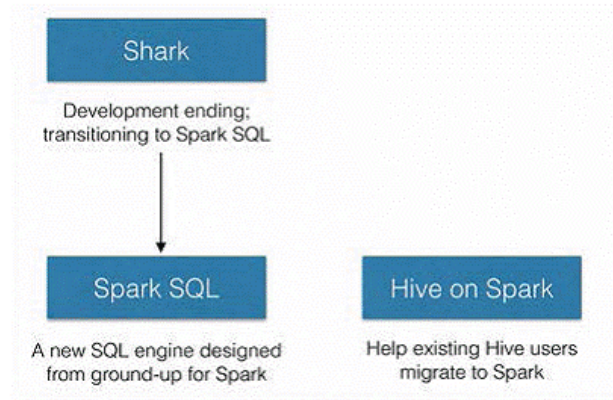 Shark
Development ending;
transitioning to Spark SQL
Spark SQL
A new SQL engine designed
from ground-up for Spark
Hive on Spark
Help existing Hive users
migrate to Spark